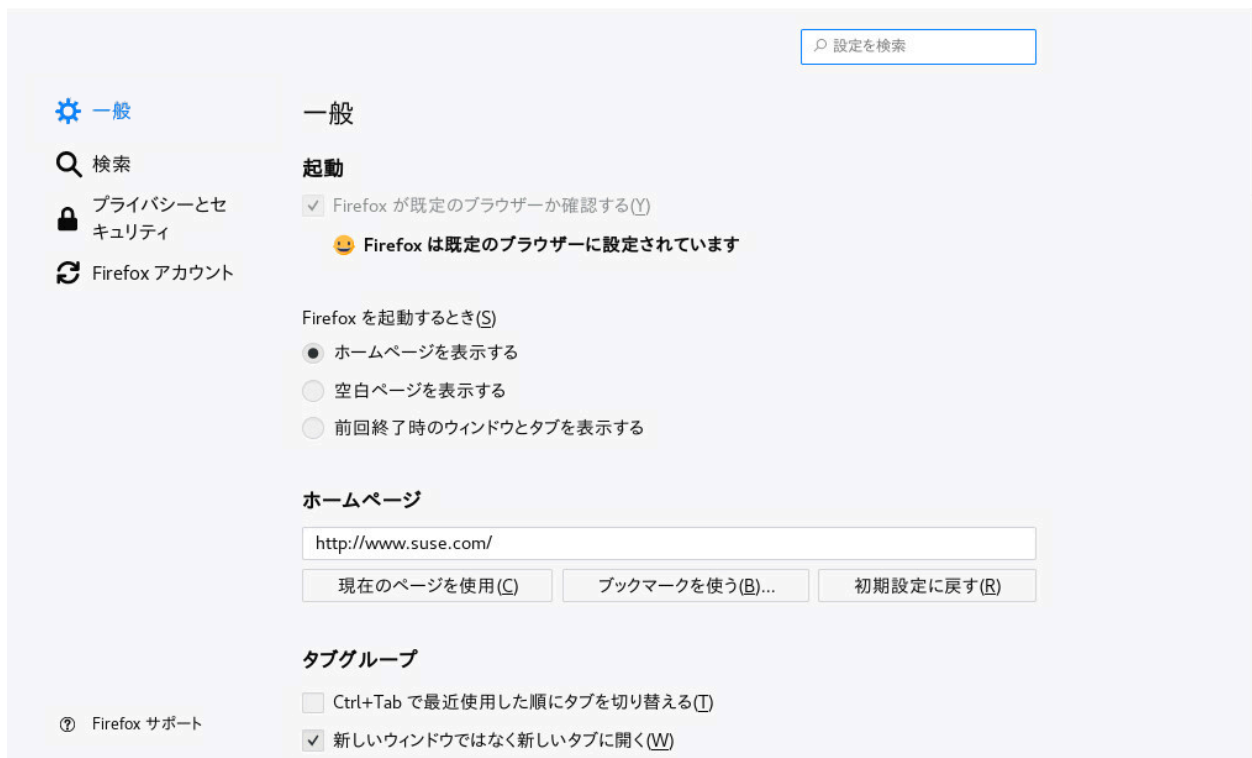 設定を検索
一般
検索
プライバシーとセ
キュリティ
Firefox アカウント
Firefox サポート
一般
起動
Firefox が既定のブラウザーか確認する(Y)
Firefox は既定のブラウザーに設定されています
Firefox を起動するとき(S)
ホームページを表示する
空白ページを表示する
前回終了時のウィンドウとタブを表示する
ホームページ
http://www.suse.com/
現在のページを使用(C)
ブックマークを使う(B)...
初期設定に戻す(R)
タブグループ
Ctrl+Tab で最近使用した順にタブを切り替える(T)
新しいウィンドウではなく新しいタブに開く(W)